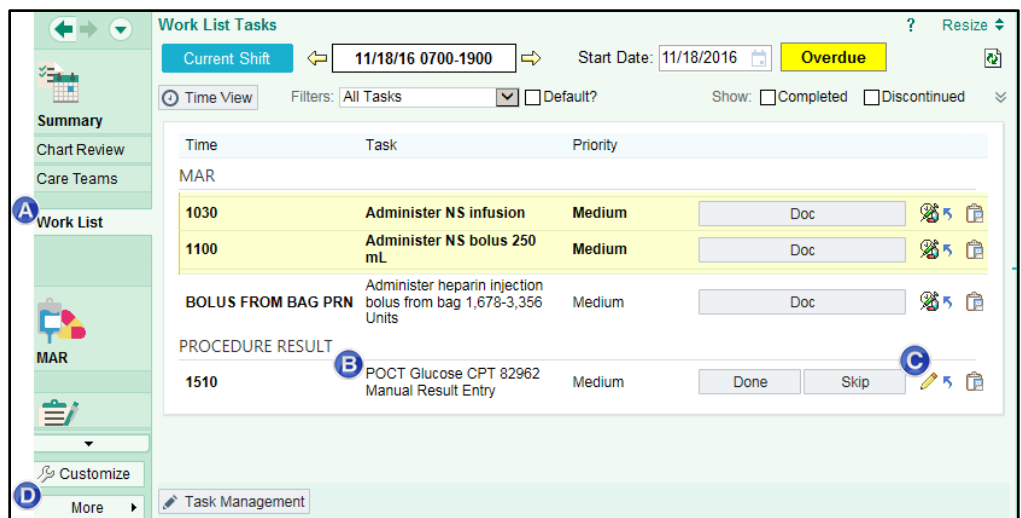 Work List Tasks
? Resize
Current Shift
11/18/16 0700-1900
Start Date: 11/18/2016
Overdue
Time View
Filters: All Tasks
Default?
Show: Completed Discontinued
Summary
Chart Review
Care Teams
A
Work List
MAR
Customize
D
More
Time Task Priority
MAR
1030 Administer NS infusion Medium Doc
1100 Administer NS bolus 250
mL Medium Doc
BOLUS FROM BAG PRN Administer heparin injection
bolus from bag 1,678-3,356
Units Medium Doc
PROCEDURE RESULT
B
C
1510 POCT Glucose CPT 82962
Manual Result Entry Medium Done Skip
Task Management